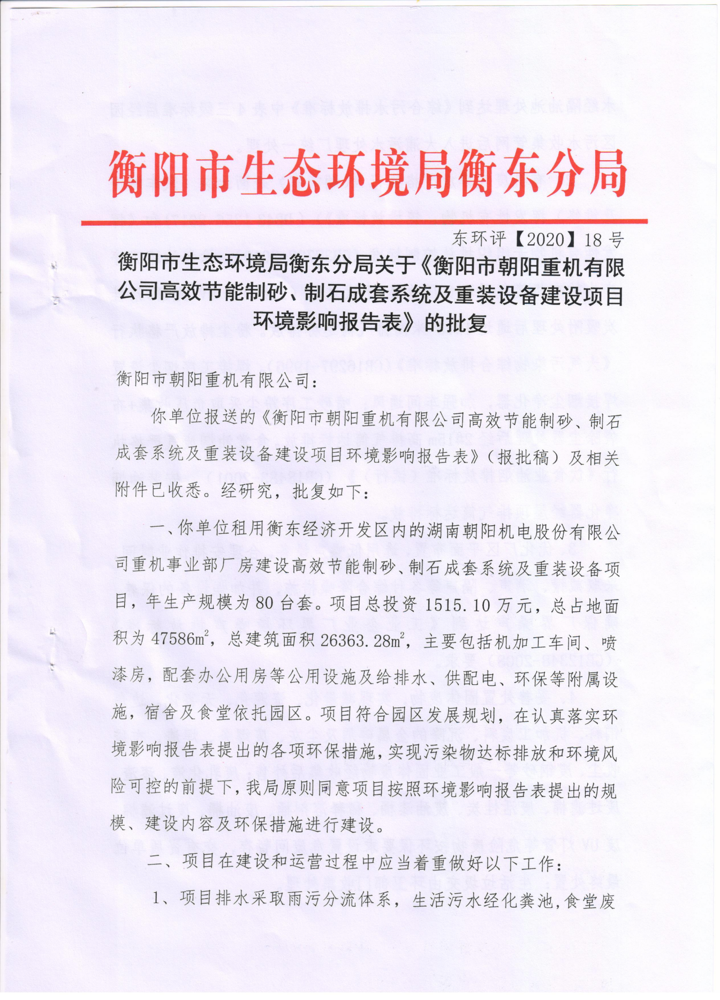 衡阳市生态环境局衡东分局
东环评【2020】18号
衡阳市生态环境局衡东分局关于《衡阳市朝阳重机有限
公司高效节能制砂、制石成套系统及重装设备建设项目
环境影响报告表》的批复
衡阳市朝阳重机有限公司：
你单位报送的《衡阳市朝阳重机有限公司高效节能制砂、制石
成套系统及重装设备建设项目环境影响报告表》（报批稿）及相关
附件已收悉。经研究，批复如下：
一、你单位租用衡东经济开发区内的湖南朝阳机电股份有限公
司重机事业部厂房建设高效节能制砂、制石成套系统及重装设备项
目，年生产规模为80台套。项目总投资1515.10万元，总占地面
积为47586m²，总建筑面积26363.28m²，主要包括机加工车间、喷
漆房，配套办公用房等公用设施及给排水、供配电、环保等附属设
施，宿舍及食堂依托园区。项目符合园区发展规划，在认真落实环
境影响报告表提出的各项环保措施，实现污染物达标排放和环境风
险可控的前提下，我局原则同意项目按照环境影响报告表提出的规
模、建设内容及环保措施进行建设。
二、项目在建设和运营过程中应当着重做好以下工作：
1、项目排水采取雨污分流体系，生活污水经化粪池，食堂废